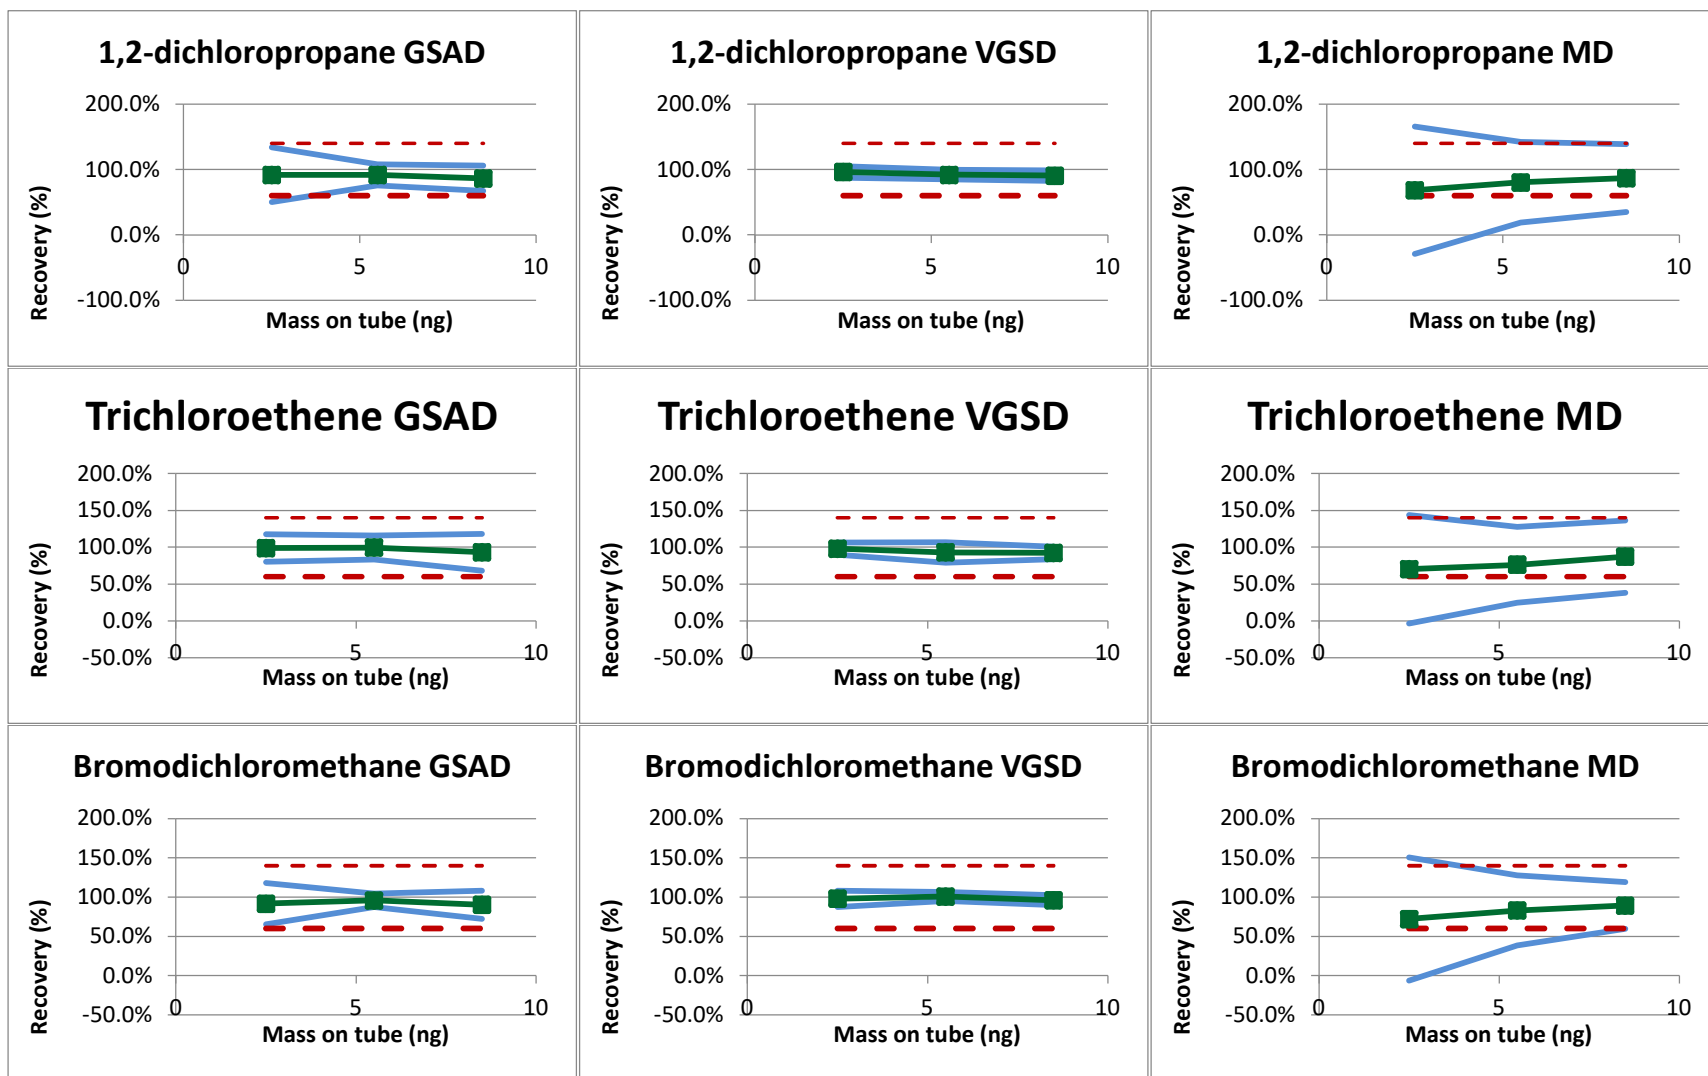 1,2-dichloropropane GSAD
200.0%
100.0%
0.0%
-100.0%
0
5
10
Recovery (%)
Mass on tube (ng)
1,2-dichloropropane VGSD
200.0%
100.0%
0.0%
-100.0%
0
5
10
Recovery (%)
Mass on tube (ng)
1,2-dichloropropane MD
200.0%
100.0%
0.0%
-100.0%
0
5
10
Recovery (%)
Mass on tube (ng)
Trichloroethene GSAD
200.0%
150.0%
100.0%
50.0%
0.0%
-50.0%
0
5
10
Recovery (%)
Mass on tube (ng)
Trichloroethene VGSD
200.0%
150.0%
100.0%
50.0%
0.0%
-50.0%
0
5
10
Recovery (%)
Mass on tube (ng)
Trichloroethene MD
200.0%
150.0%
100.0%
50.0%
0.0%
-50.0%
0
5
10
Recovery (%)
Mass on tube (ng)
Bromodichloromethane GSAD
200.0%
150.0%
100.0%
50.0%
0.0%
-50.0%
0
5
10
Recovery (%)
Mass on tube (ng)
Bromodichloromethane VGSD
200.0%
150.0%
100.0%
50.0%
0.0%
-50.0%
0
5
10
Recovery (%)
Mass on tube (ng)
Bromodichloromethane MD
200.0%
150.0%
100.0%
50.0%
0.0%
-50.0%
0
5
10
Recovery (%)
Mass on tube (ng)